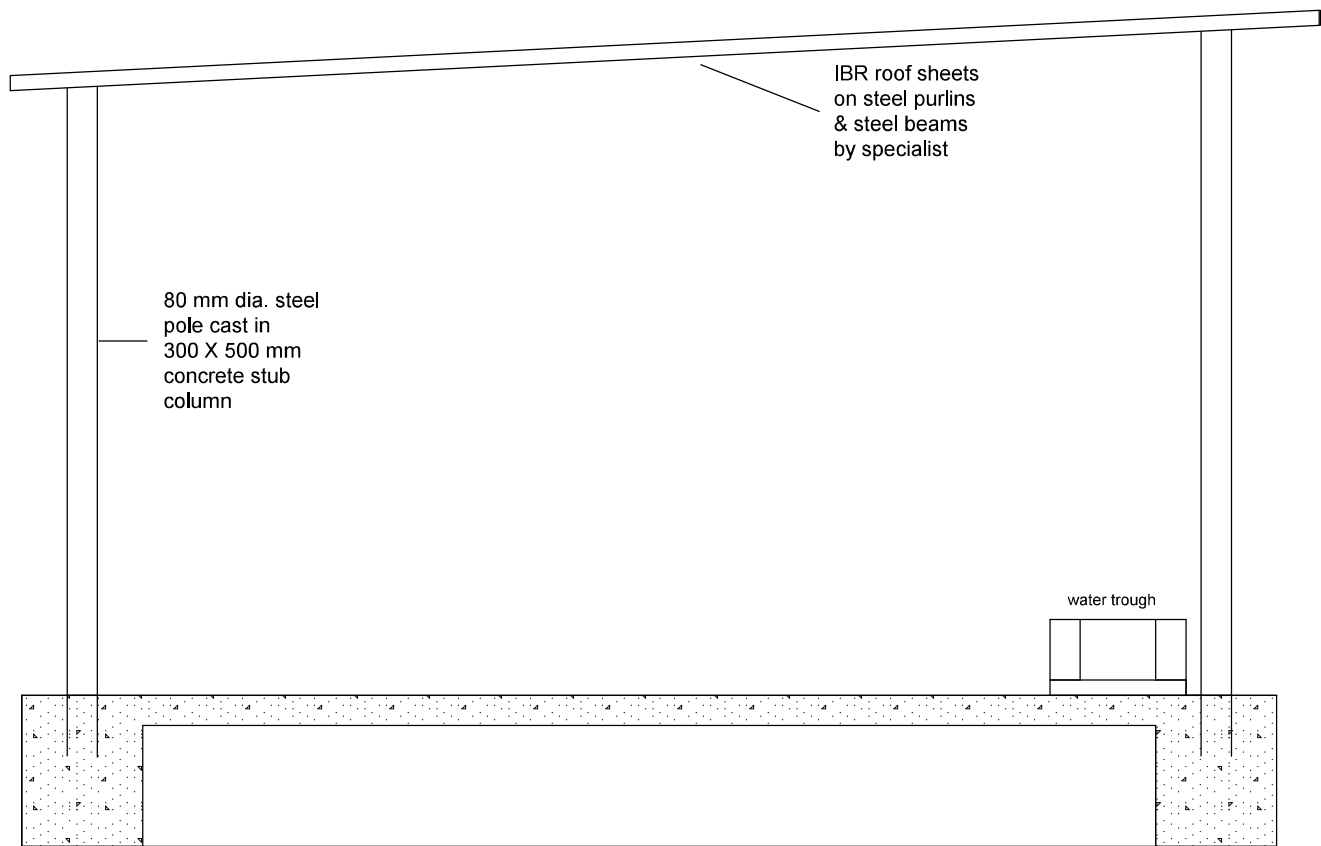 IBR roof sheets
on steel purlins
& steel beams
by specialist
80 mm dia. steel
pole cast in
300 X 500 mm
concrete stub
column
water trough